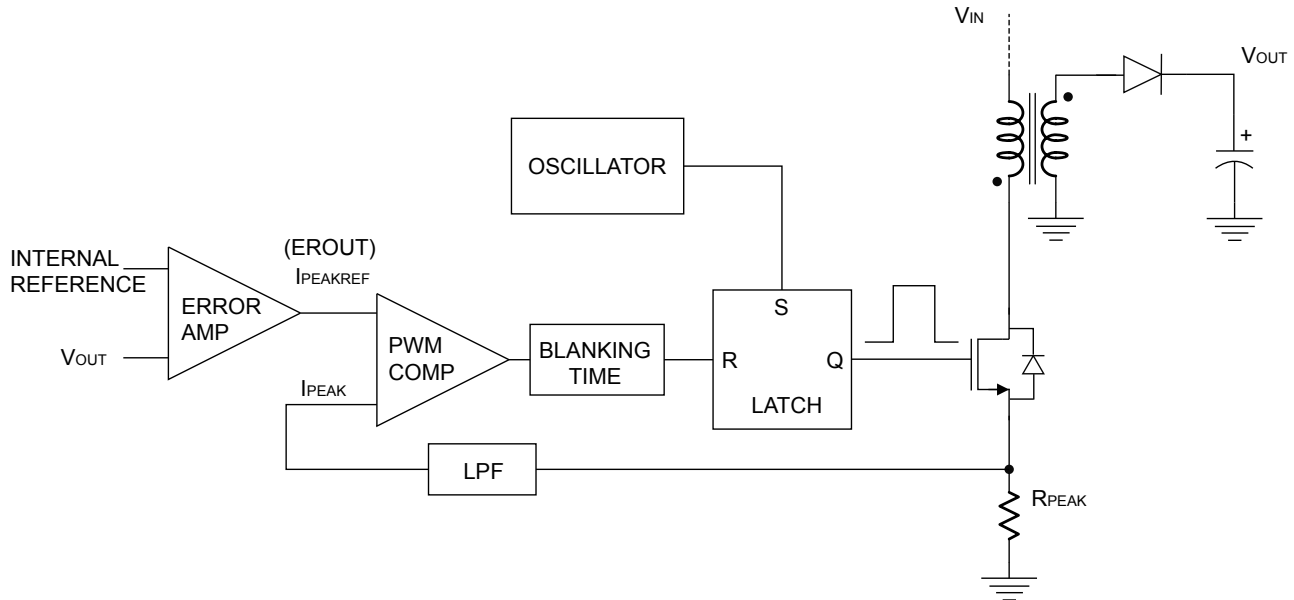 VIN
VOUT
OSCILLATOR
INTERNAL
REFERENCE
(EROUT)
IPEAKREF
ERROR
AMP
S
PWM
COMP
BLANKING
TIME
R
Q
VOUT
IPEAK
LATCH
LPF
RPEAK
+